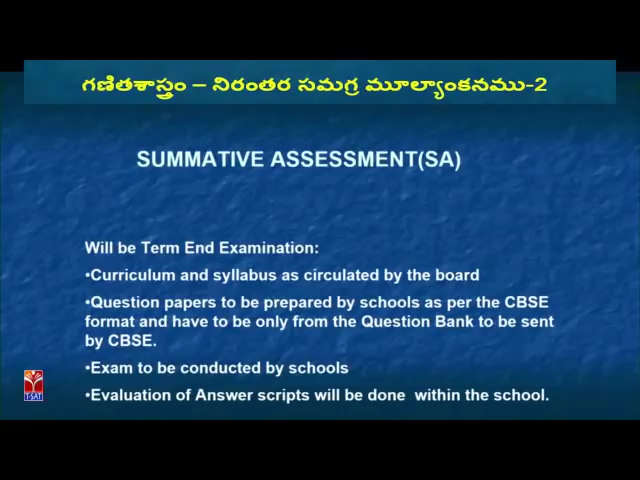 గణితశాస్త్రం – నిరంతర సమగ్ర మూల్యాంకనము-2
SUMMATIVE ASSESSMENT(SA)
Will be Term End Examination:
•Curriculum and syllabus as circulated by the board
•Question papers to be prepared by schools as per the CBSE
format and have to be only from the Question Bank to be sent
by CBSE.
•Exam to be conducted by schools
•Evaluation of Answer scripts will be done within the school.
T-SAT